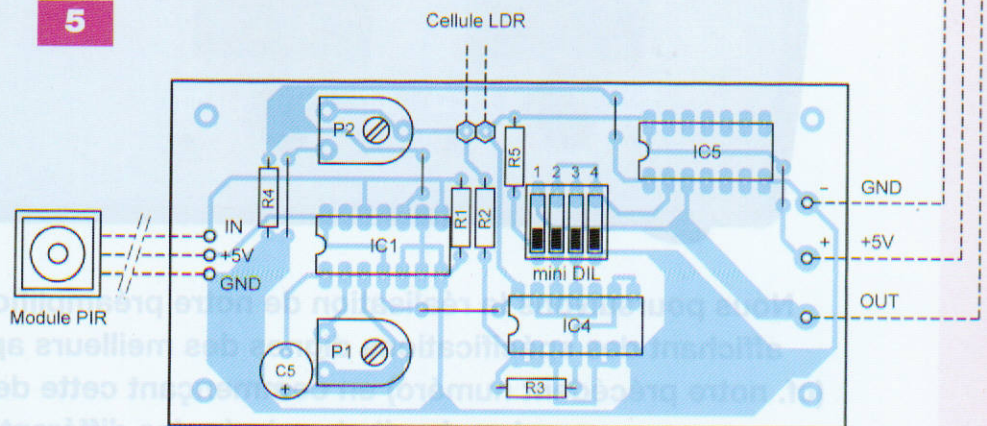 5
Cellule LDR
P2
R5
IC5
1 2 3 4
R4
R1
R2
IC1
mini DIL
IN
+5V
GND
Module PIR
− GND
+ +5V
OUT
P1
C5
+
IC4
R3